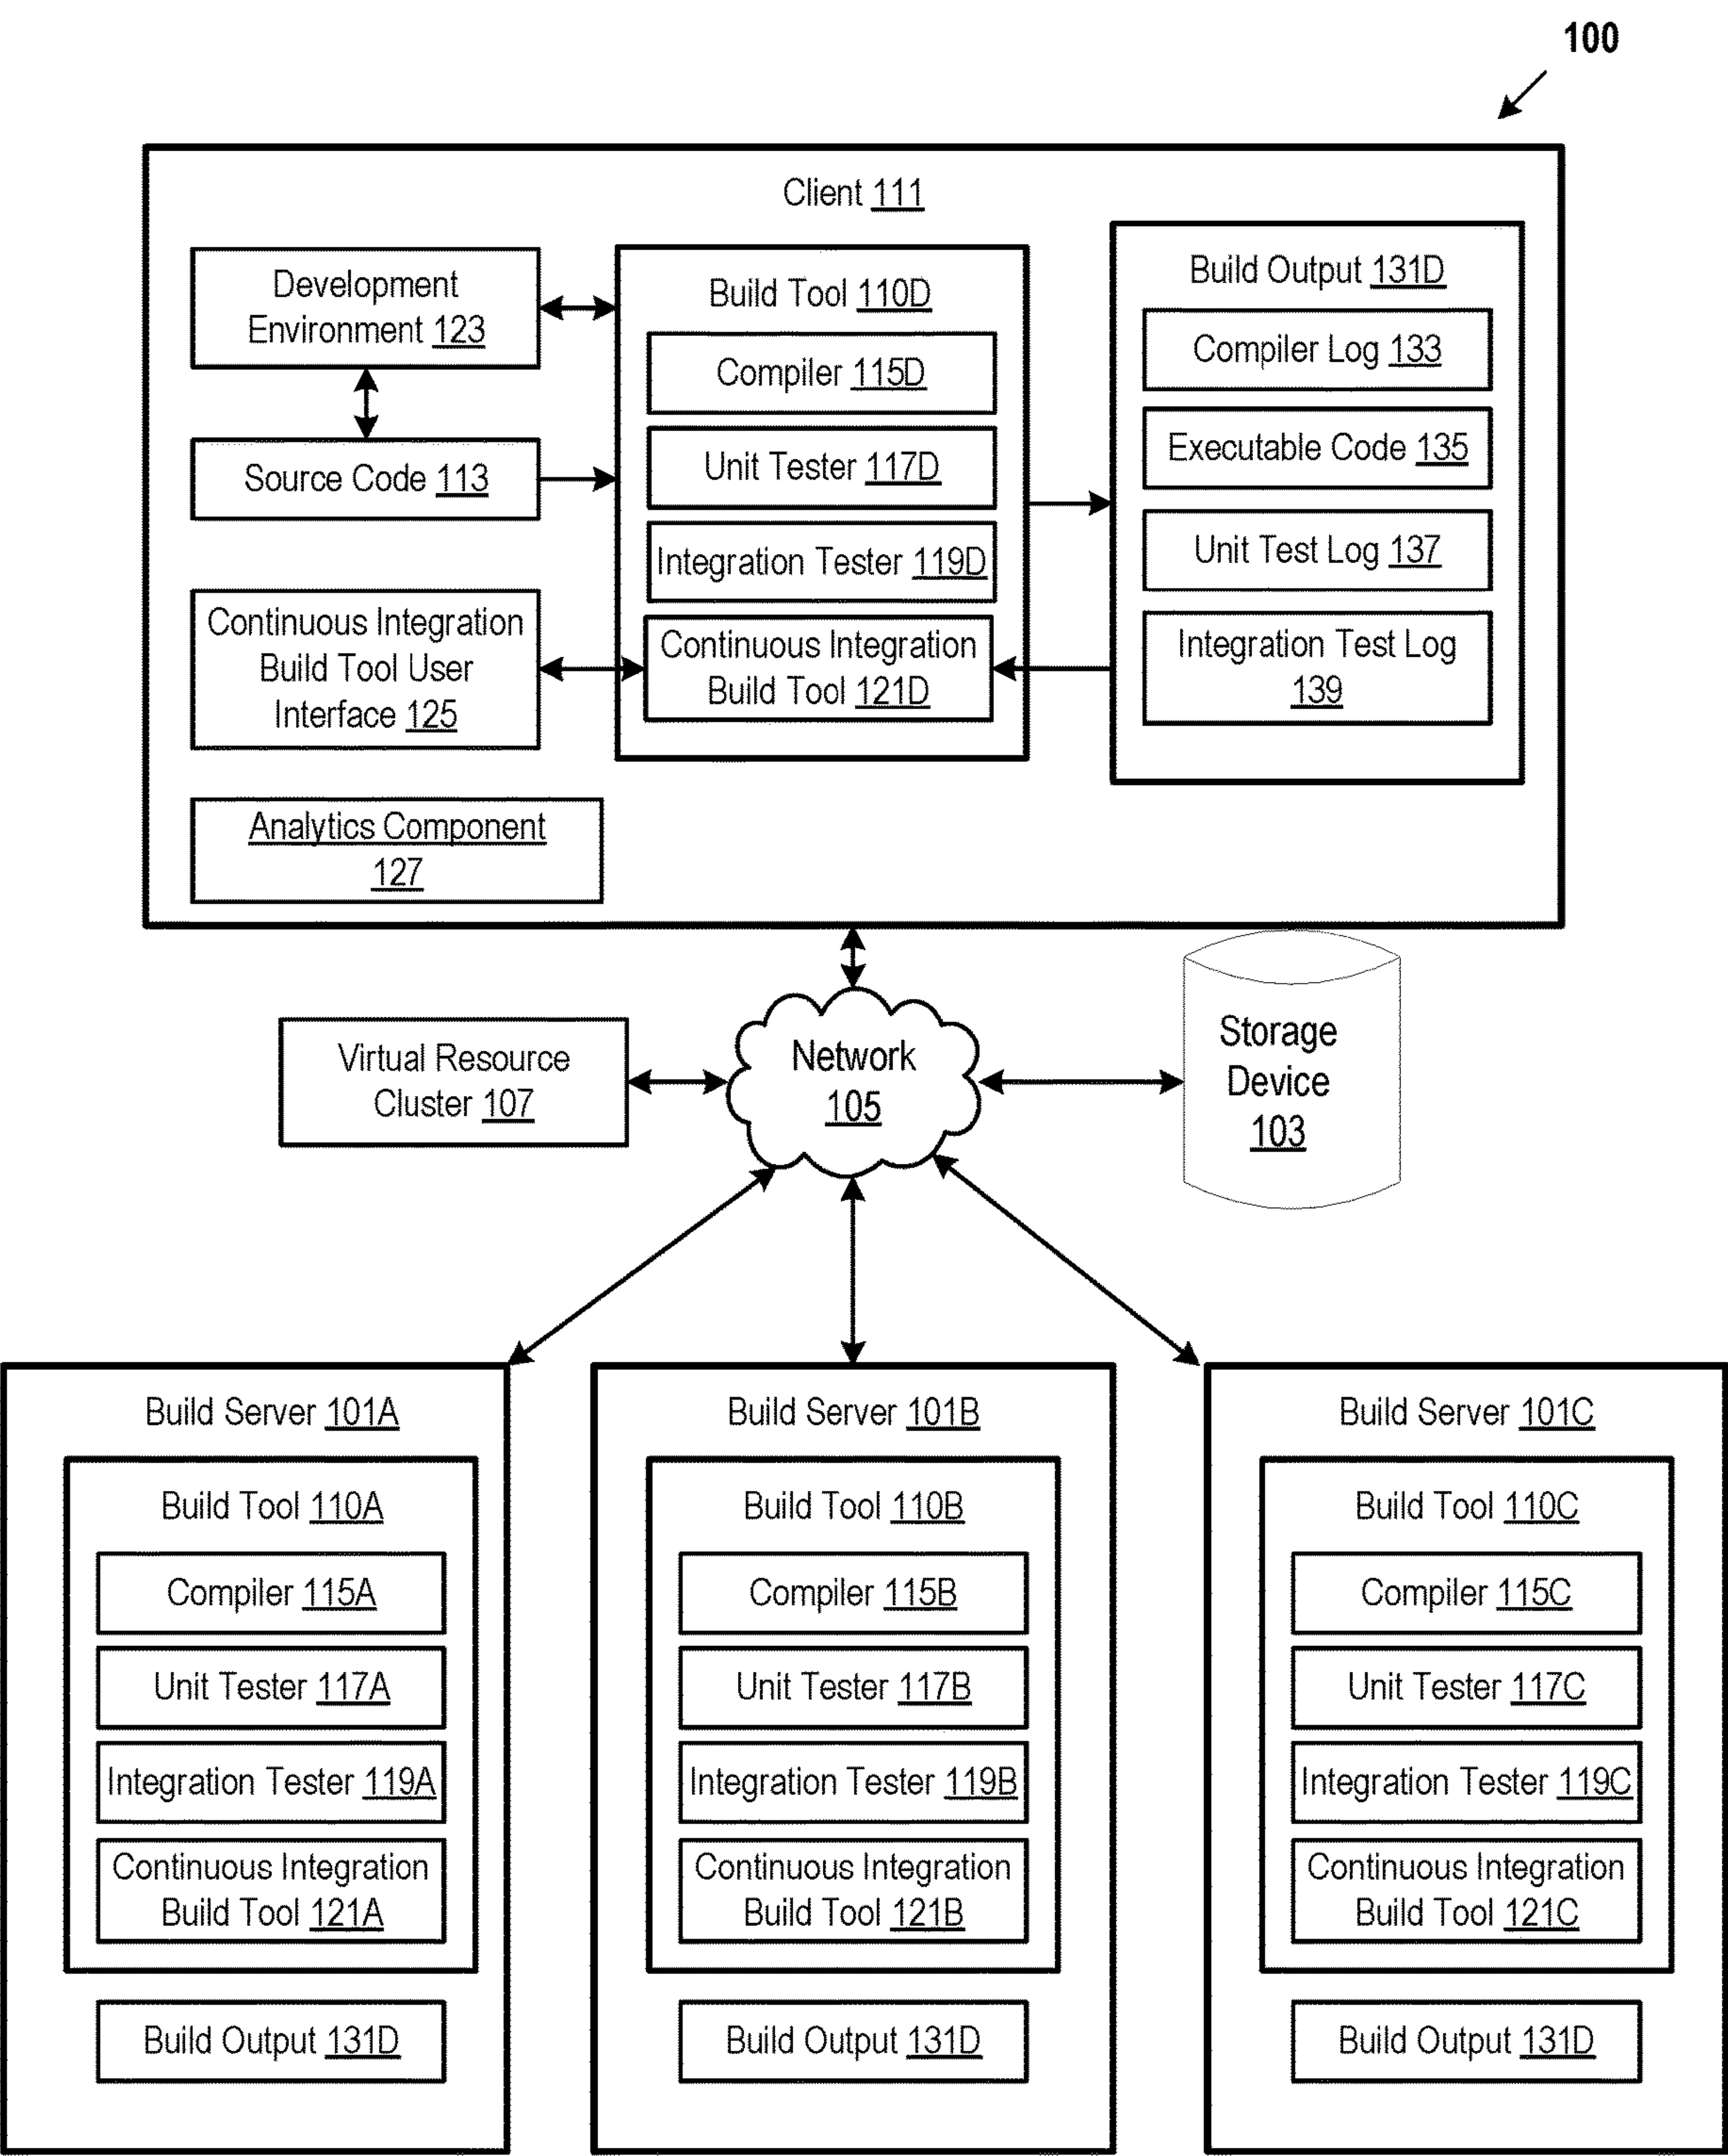 100
Client 111
Development
Environment 123
Source Code 113
Continuous Integration
Build Tool User
Interface 125
Analytics Component
127
Build Tool 110D
Compiler 115D
Unit Tester 117D
Integration Tester 119D
Continuous Integration
Build Tool 121D
Build Output 131D
Compiler Log 133
Executable Code 135
Unit Test Log 137
Integration Test Log
139
Virtual Resource
Cluster 107
Network
105
Storage
Device
103
Build Server 101A
Build Tool 110A
Compiler 115A
Unit Tester 117A
Integration Tester 119A
Continuous Integration
Build Tool 121A
Build Output 131D
Build Server 101B
Build Tool 110B
Compiler 115B
Unit Tester 117B
Integration Tester 119B
Continuous Integration
Build Tool 121B
Build Output 131D
Build Server 101C
Build Tool 110C
Compiler 115C
Unit Tester 117C
Integration Tester 119C
Continuous Integration
Build Tool 121C
Build Output 131D